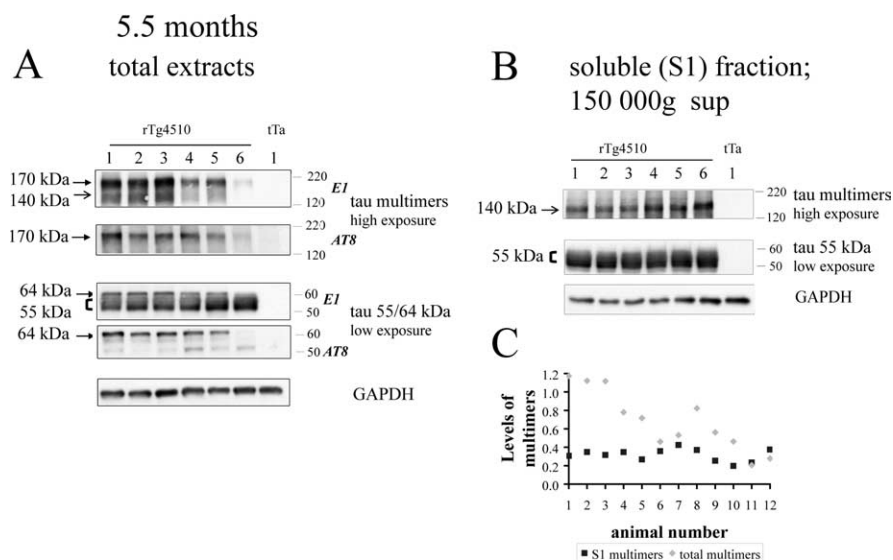 5.5 months
A
total extracts
rTg4510
tTa
1 2 3 4 5 6 1
170 kDa
140 kDa
220
120
E1
tau multimers
high exposure
170 kDa
220
120
AT8
64 kDa
55 kDa
60
50
E1
tau 55/64 kDa
low exposure
64 kDa
60
50
AT8
GAPDH
B
soluble (S1) fraction;
150 000g sup
rTg4510
tTa
1 2 3 4 5 6 1
140 kDa
220
120
tau multimers
high exposure
55 kDa
60
50
tau 55 kDa
low exposure
GAPDH
C
Levels of
multimers
1.2
1.0
0.8
0.6
0.4
0.2
0.0
1 2 3 4 5 6 7 8 9 10 11 12
animal number
S1 multimers total multimers